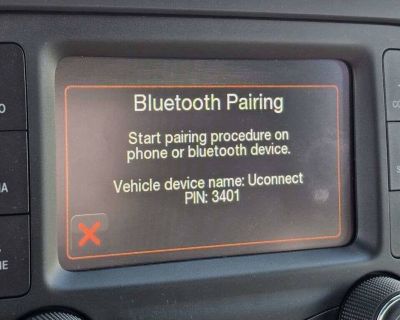 Bluetooth Pairing
Start pairing procedure on
phone or bluetooth device.
Vehicle device name: Uconnect
PIN: 3401